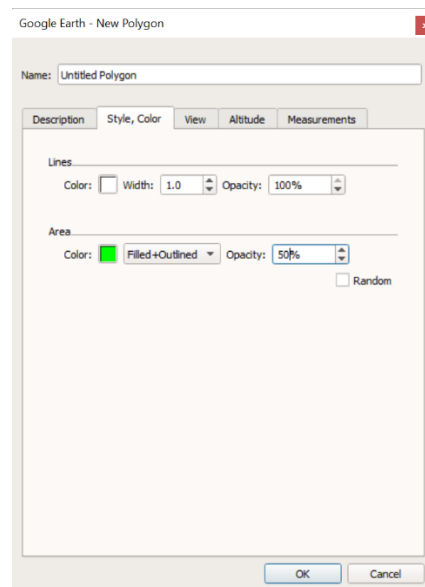 Google Earth - New Polygon
Name: Untitled Polygon
Description Style, Color View Altitude Measurements
Lines
Color: Width: 1.0 Opacity: 100%
Area
Color: Filled+Outlined Opacity: 50%
Random
OK Cancel